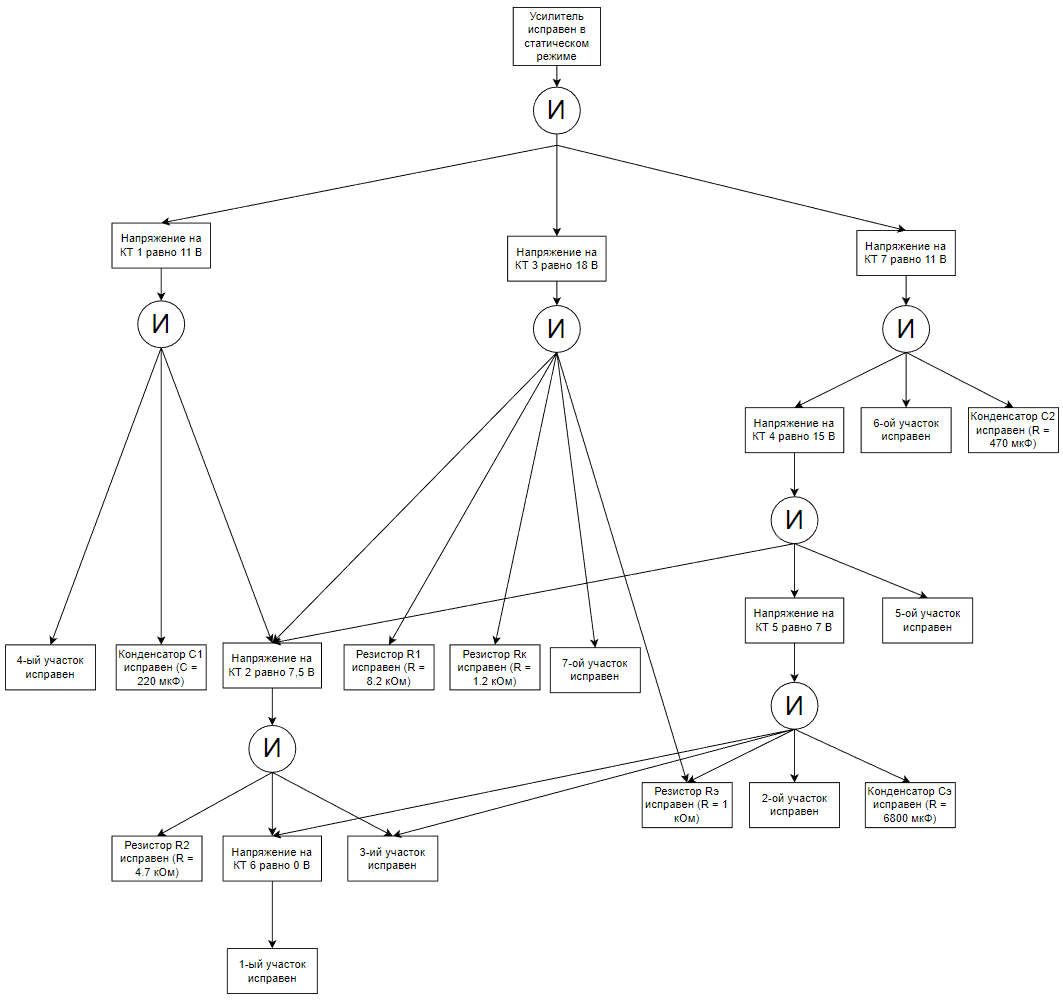 Усилитель
исправен в
статическом
режиме
И
Напряжение на
КТ 1 равно 11 В
Напряжение на
КТ 3 равно 18 В
Напряжение на
КТ 7 равно 11 В
И
И
И
Напряжение на
КТ 4 равно 15 В
6-ой участок
исправен
Конденсатор C2
исправен (R =
470 мкФ)
И
Напряжение на
КТ 5 равно 7 В
5-ой участок
исправен
4-ый участок
исправен
Конденсатор C1
исправен (C =
220 мкФ)
Напряжение на
КТ 2 равно 7,5 В
Резистор R1
исправен (R =
8.2 кОм)
Резистор Rк
исправен (R =
1.2 кОм)
7-ой участок
исправен
И
И
Резистор Rэ
исправен (R = 1
кОм)
2-ой участок
исправен
Конденсатор Cэ
исправен (R =
6800 мкФ)
Резистор R2
исправен (R =
4.7 кОм)
Напряжение на
КТ 6 равно 0 В
3-ий участок
исправен
1-ый участок
исправен